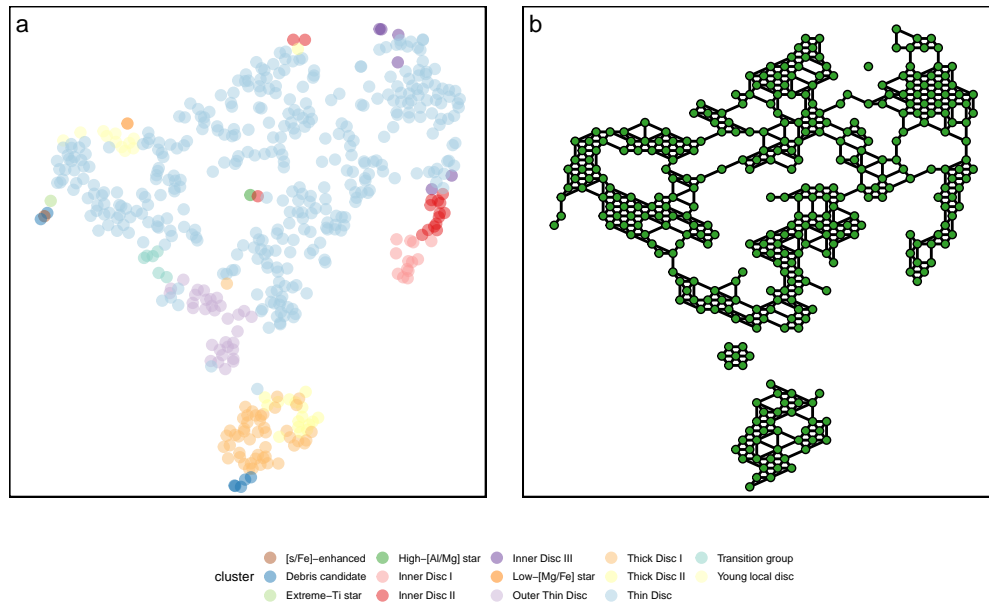 a
b
cluster
[s/Fe]−enhanced
Debris candidate
Extreme−Ti star
High−[Al/Mg] star
Inner Disc I
Inner Disc II
Inner Disc III
Low−[Mg/Fe] star
Outer Thin Disc
Thick Disc I
Thick Disc II
Thin Disc
Transition group
Young local disc